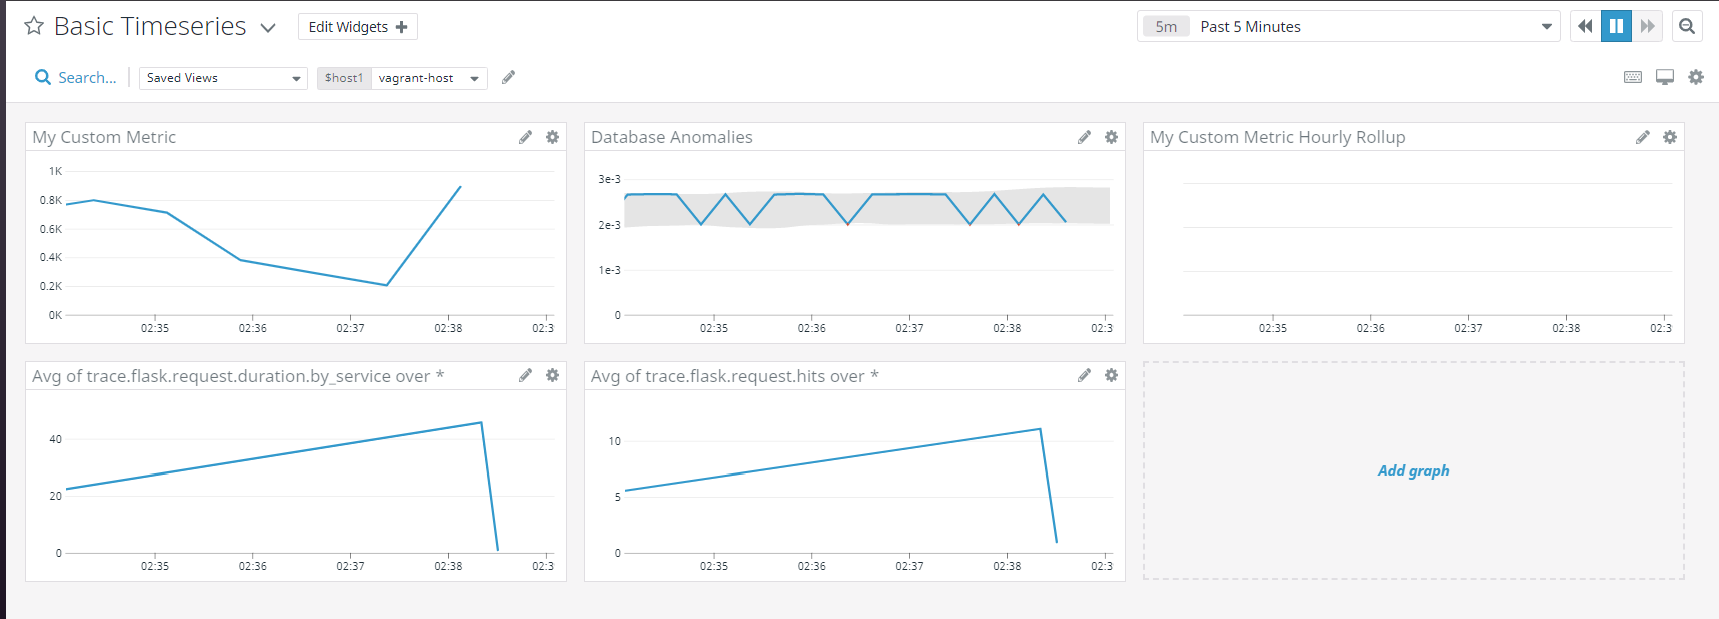 Basic Timeseries
Edit Widgets
5m Past 5 Minutes
Search...
Saved Views
$host1 vagrant-host
My Custom Metric
1K
0.8K
0.6K
0.4K
0.2K
0K
02:35 02:36 02:37 02:38 02:3
Database Anomalies
3e-3
2e-3
1e-3
0
02:35 02:36 02:37 02:38 02:3
My Custom Metric Hourly Rollup
02:35 02:36 02:37 02:38 02:3
Avg of trace.flask.request.duration.by_service over *
40
20
0
02:35 02:36 02:37 02:38 02:3
Avg of trace.flask.request.hits over *
10
5
0
02:35 02:36 02:37 02:38 02:3
Add graph